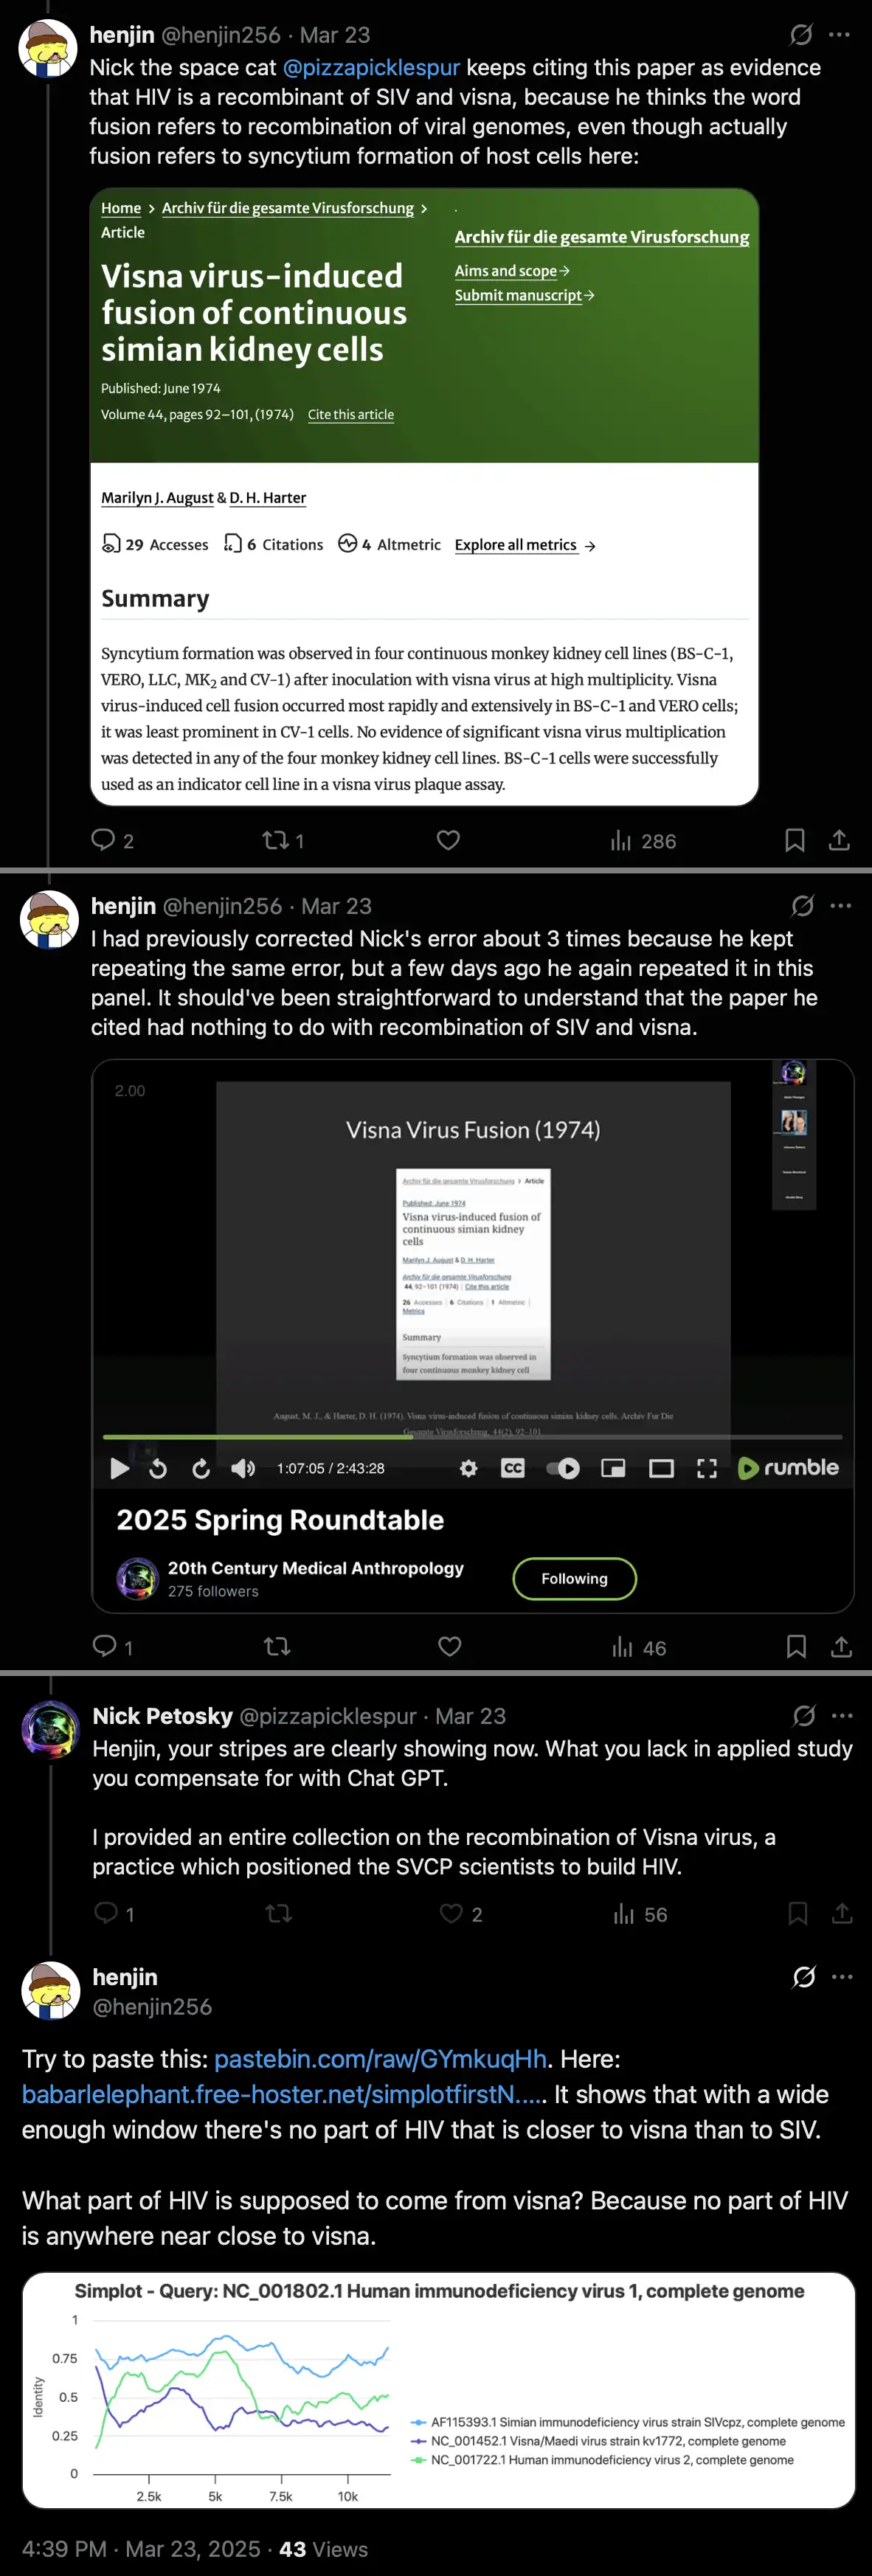 henjin @henjin256 · Mar 23
Nick the space cat @pizzapicklespur keeps citing this paper as evidence
that HIV is a recombinant of SIV and visna, because he thinks the word
fusion refers to recombination of viral genomes, even though actually
fusion refers to syncytium formation of host cells here:
Home > Archiv für die gesamte Virusforschung >
Article
Visna virus-induced
fusion of continuous
simian kidney cells
Published: June 1974
Volume 44, pages 92–101, (1974) Cite this article
Archiv für die gesamte Virusforschung
Aims and scope →
Submit manuscript →
Marilyn J. August & D. H. Harter
29 Accesses 6 Citations 4 Altmetric Explore all metrics →
Summary
Syncytium formation was observed in four continuous monkey kidney cell lines (BS-C-1,
VERO, LLC, MK2 and CV-1) after inoculation with visna virus at high multiplicity. Visna
virus-induced cell fusion occurred most rapidly and extensively in BS-C-1 and VERO cells;
it was least prominent in CV-1 cells. No evidence of significant visna virus multiplication
was detected in any of the four monkey kidney cell lines. BS-C-1 cells were successfully
used as an indicator cell line in a visna virus plaque assay.
2 1 286
henjin @henjin256 · Mar 23
I had previously corrected Nick's error about 3 times because he kept
repeating the same error, but a few days ago he again repeated it in this
panel. It should've been straightforward to understand that the paper he
cited had nothing to do with recombination of SIV and visna.
2.00
Visna Virus Fusion (1974)
Archiv für die gesamte Virusforschung > Article
Published: June 1974
Visna virus-induced fusion of
continuous simian kidney
cells
Marilyn J. August & D. H. Harter
Archiv für die gesamte Virusforschung
44, 92–101 (1974) | Cite this article
26 Accesses | 6 Citations | 1 Altmetric |
Metrics
Summary
Syncytium formation was observed in
four continuous monkey kidney cell
August, M. J., & Harter, D. H. (1974). Visna virus-induced fusion of continuous simian kidney cells. Archiv Fur Die
Gesamte Virusforschung, 44(2), 92–101
1:07:05 / 2:43:28 CC rumble
2025 Spring Roundtable
20th Century Medical Anthropology
275 followers
Following
1 46
Nick Petosky @pizzapicklespur · Mar 23
Henjin, your stripes are clearly showing now. What you lack in applied study
you compensate for with Chat GPT.
I provided an entire collection on the recombination of Visna virus, a
practice which positioned the SVCP scientists to build HIV.
1 2 56
henjin
@henjin256
Try to paste this: pastebin.com/raw/GYmkuqHh. Here:
babarlelephant.free-hoster.net/simplotfirstN.... It shows that with a wide
enough window there's no part of HIV that is closer to visna than to SIV.
What part of HIV is supposed to come from visna? Because no part of HIV
is anywhere near close to visna.
Simplot - Query: NC_001802.1 Human immunodeficiency virus 1, complete genome
1
0.75
0.5
0.25
0
Identity
2.5k 5k 7.5k 10k
AF115393.1 Simian immunodeficiency virus strain SIVcpz, complete genome
NC_001452.1 Visna/Maedi virus strain kv1772, complete genome
NC_001722.1 Human immunodeficiency virus 2, complete genome
4:39 PM · Mar 23, 2025 · 43 Views